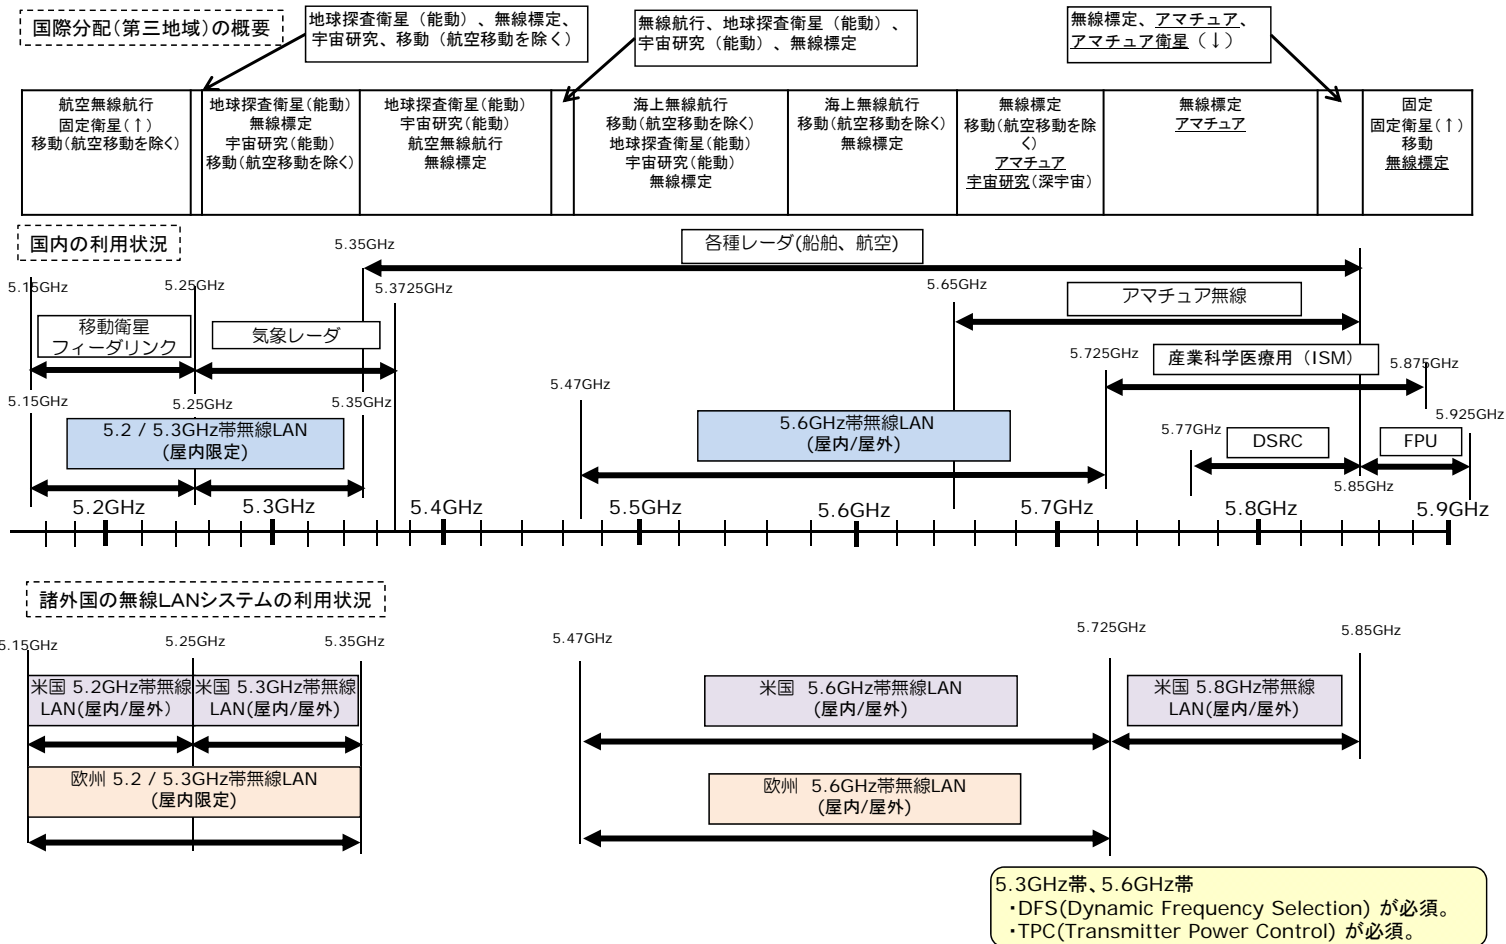 国際分配(第三地域)の概要
地球探査衛星（能動）、無線標定、
宇宙研究、移動（航空移動を除く）
無線航行、地球探査衛星（能動）、
宇宙研究（能動）、無線標定
無線標定、アマチュア、
アマチュア衛星（↓）
航空無線航行
固定衛星(↑)
移動(航空移動を除く)
地球探査衛星(能動)
無線標定
宇宙研究(能動)
移動(航空移動を除く)
地球探査衛星(能動)
宇宙研究(能動)
航空無線航行
無線標定
海上無線航行
移動(航空移動を除く)
地球探査衛星(能動)
宇宙研究(能動)
無線標定
海上無線航行
移動(航空移動を除く)
無線標定
無線標定
移動(航空移動を除
く)
アマチュア
宇宙研究(深宇宙)
無線標定
アマチュア
固定
固定衛星(↑)
移動
無線標定
国内の利用状況
5.35GHz
各種レーダ(船舶、航空)
5.15GHz
5.25GHz
5.3725GHz
5.65GHz
アマチュア無線
移動衛星
フィーダリンク
気象レーダ
5.725GHz
産業科学医療用（ISM）
5.875GHz
5.47GHz
5.15GHz
5.25GHz
5.35GHz
5.925GHz
5.2 / 5.3GHz帯無線LAN
(屋内限定)
5.6GHz帯無線LAN
(屋内/屋外)
5.77GHz
DSRC
FPU
5.85GHz
5.2GHz
5.3GHz
5.4GHz
5.5GHz
5.6GHz
5.7GHz
5.8GHz
5.9GHz
諸外国の無線LANシステムの利用状況
5.15GHz
5.25GHz
5.35GHz
5.47GHz
5.725GHz
5.85GHz
米国 5.2GHz帯無線
LAN(屋内/屋外)
米国 5.3GHz帯無線
LAN(屋内/屋外)
米国 5.6GHz帯無線LAN
(屋内/屋外)
米国 5.8GHz帯無線
LAN(屋内/屋外)
欧州 5.2 / 5.3GHz帯無線LAN
(屋内限定)
欧州 5.6GHz帯無線LAN
(屋内/屋外)
5.3GHz帯、5.6GHz帯
・DFS(Dynamic Frequency Selection) が必須。
・TPC(Transmitter Power Control) が必須。